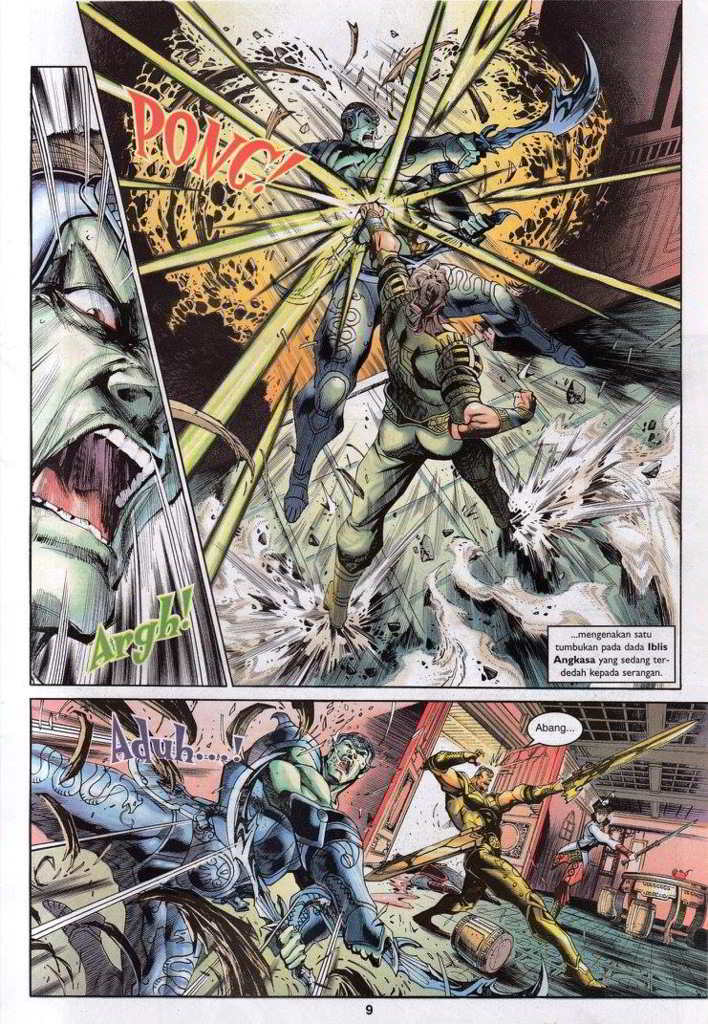 PONG!
Argh!
...mengenakan satu
tumbukan pada dada Iblis
Angkasa yang sedang ter-
dedah kepada serangan.
Aduh....!
Abang...
9